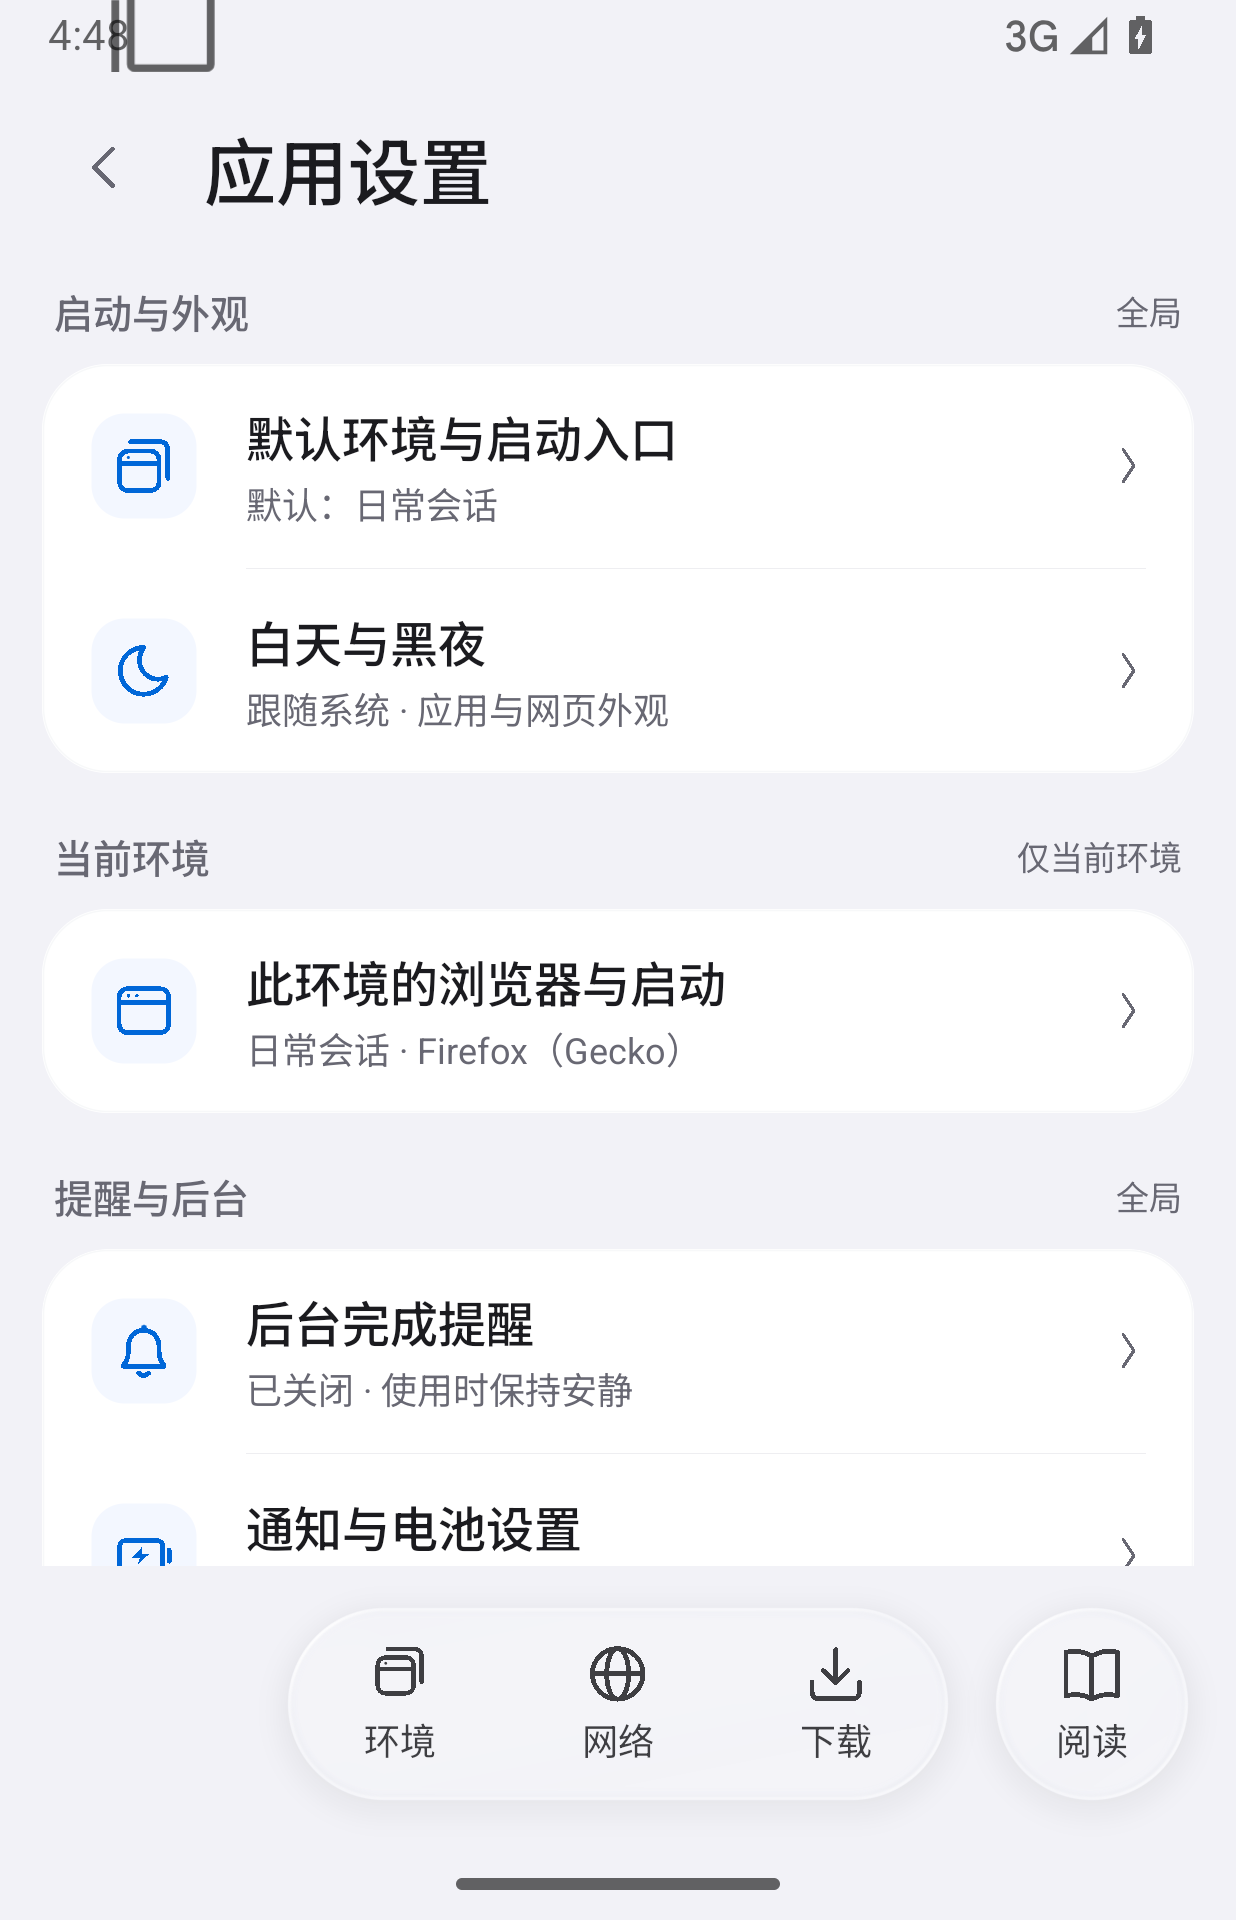 4:48
3G
应用设置
启动与外观
全局
默认环境与启动入口
默认：日常会话
白天与黑夜
跟随系统 · 应用与网页外观
当前环境
仅当前环境
此环境的浏览器与启动
日常会话 · Firefox（Gecko）
提醒与后台
全局
后台完成提醒
已关闭 · 使用时保持安静
通知与电池设置
环境
网络
下载
阅读